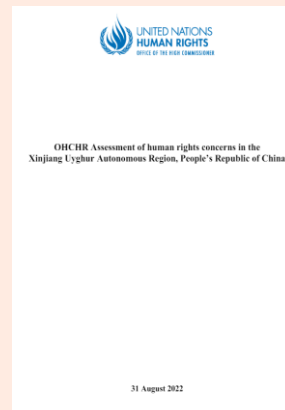 UNITED NATIONS
HUMAN RIGHTS
OFFICE OF THE HIGH COMMISSIONER
OHCHR Assessment of human rights concerns in the
Xinjiang Uyghur Autonomous Region, People's Republic of China
31 August 2022